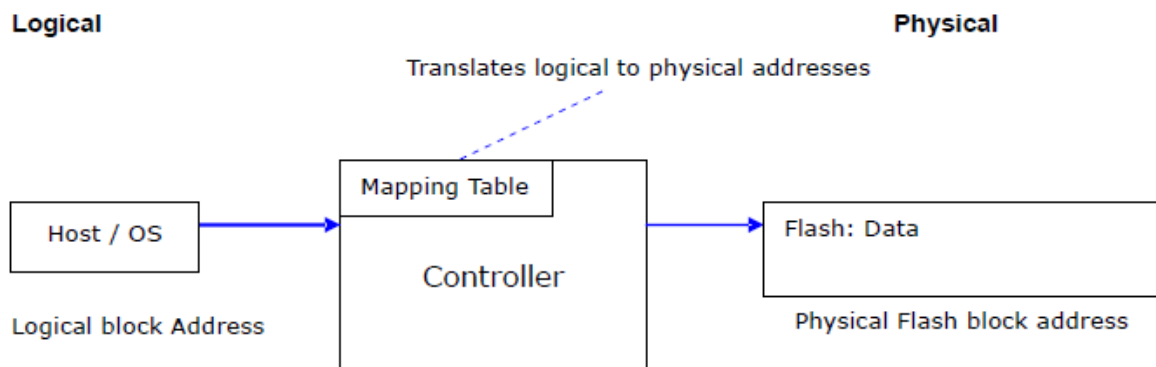 Logical
Physical
Translates logical to physical addresses
Mapping Table
Host / OS
Flash: Data
Controller
Logical block Address
Physical Flash block address